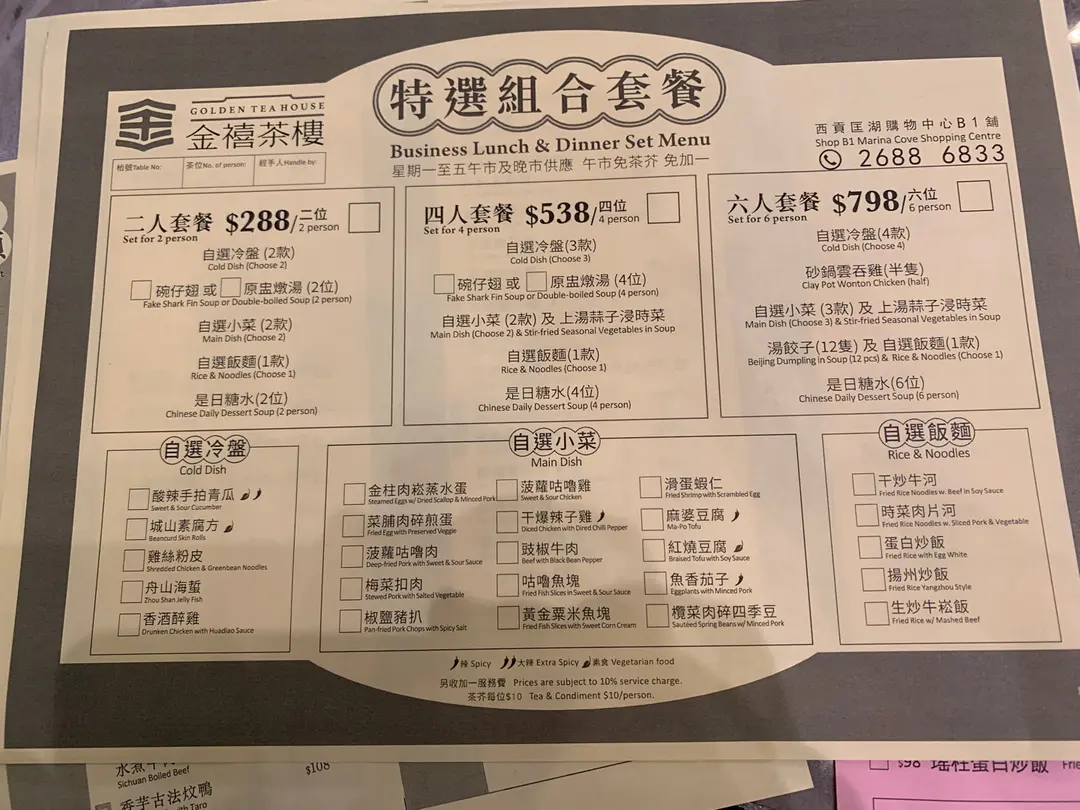 GOLDEN TEA HOUSE
金禧茶樓
枱號Table No:
茶位No. of person:
經手人Handle by:
特選組合套餐
Business Lunch & Dinner Set Menu
星期一至五午市及晚市供應 午市免茶芥 免加一
西貢匡湖購物中心B1舖
Shop B1 Marina Cove Shopping Centre
2688 6833
二人套餐 $288/二位
Set for 2 person
2 person
自選冷盤 (2款)
Cold Dish (Choose 2)
碗仔翅 或 原盅燉湯 (2位)
Fake Shark Fin Soup or Double-boiled Soup (2 person)
自選小菜 (2款)
Main Dish (Choose 2)
自選飯麵(1款)
Rice & Noodles (Choose 1)
是日糖水(2位)
Chinese Daily Dessert Soup (2 person)
四人套餐 $538/四位
Set for 4 person
4 person
自選冷盤(3款)
Cold Dish (Choose 3)
碗仔翅 或 原盅燉湯 (4位)
Fake Shark Fin Soup or Double-boiled Soup (4 person)
自選小菜 (2款) 及 上湯蒜子浸時菜
Main Dish (Choose 2) & Stir-fried Seasonal Vegetables in Soup
自選飯麵(1款)
Rice & Noodles (Choose 1)
是日糖水(4位)
Chinese Daily Dessert Soup (4 person)
六人套餐 $798/六位
Set for 6 person
6 person
自選冷盤(4款)
Cold Dish (Choose 4)
砂鍋雲吞雞(半隻)
Clay Pot Wonton Chicken (half)
自選小菜 (3款) 及 上湯蒜子浸時菜
Main Dish (Choose 3) & Stir-fried Seasonal Vegetables in Soup
湯餃子(12隻) 及 自選飯麵(1款)
Beijing Dumpling in Soup (12 pcs) & Rice & Noodles (Choose 1)
是日糖水(6位)
Chinese Daily Dessert Soup (6 person)
自選冷盤
Cold Dish
酸辣手拍青瓜
Sweet & Sour Cucumber
城山素腐方
Beancurd Skin Rolls
雞絲粉皮
Shredded Chicken & Greenbean Noodles
舟山海蜇
Zhou Shan Jelly Fish
香酒醉雞
Drunken Chicken with Huadiao Sauce
自選小菜
Main Dish
金柱肉崧蒸水蛋
Steamed Eggs w/ Dried Scallop & Minced Pork
菜脯肉碎煎蛋
Fried Egg with Preserved Veggie
菠蘿咕嚕肉
Deep-fried Pork with Sweet & Sour Sauce
梅菜扣肉
Stewed Pork with Salted Vegetable
椒鹽豬扒
Pan-fried Pork Chops with Spicy Salt
菠蘿咕嚕雞
Sweet & Sour Chicken
干爆辣子雞
Diced Chicken with Dired Chilli Pepper
豉椒牛肉
Beef with Black Bean Pepper
咕嚕魚塊
Fried Fish Slices in Sweet & Sour Sauce
黃金粟米魚塊
Fried Fish Slices with Sweet Corn Cream
滑蛋蝦仁
Fried Shrimp with Scrambled Egg
麻婆豆腐
Ma-Po Tofu
紅燒豆腐
Braised Tofu with Soy Sauce
魚香茄子
Eggplants with Minced Pork
欖菜肉碎四季豆
Sautéed Spring Beans w/ Minced Pork
自選飯麵
Rice & Noodles
干炒牛河
Fried Rice Noodles w. Beef in Soy Sauce
時菜肉片河
Fried Rice Noodles w. Sliced Pork & Vegetable
蛋白炒飯
Fried Rice with Egg White
揚州炒飯
Fried Rice Yangzhou Style
生炒牛崧飯
Fried Rice w/ Mashed Beef
辣 Spicy 大辣 Extra Spicy 素食 Vegetarian food
另收加一服務費 Prices are subject to 10% service charge.
茶芥每位$10 Tea & Condiment $10/person.
Sichuan Boiled Beef
$108
香芋古法炆鴨
with Taro
$98 瑤柱蛋白炒飯